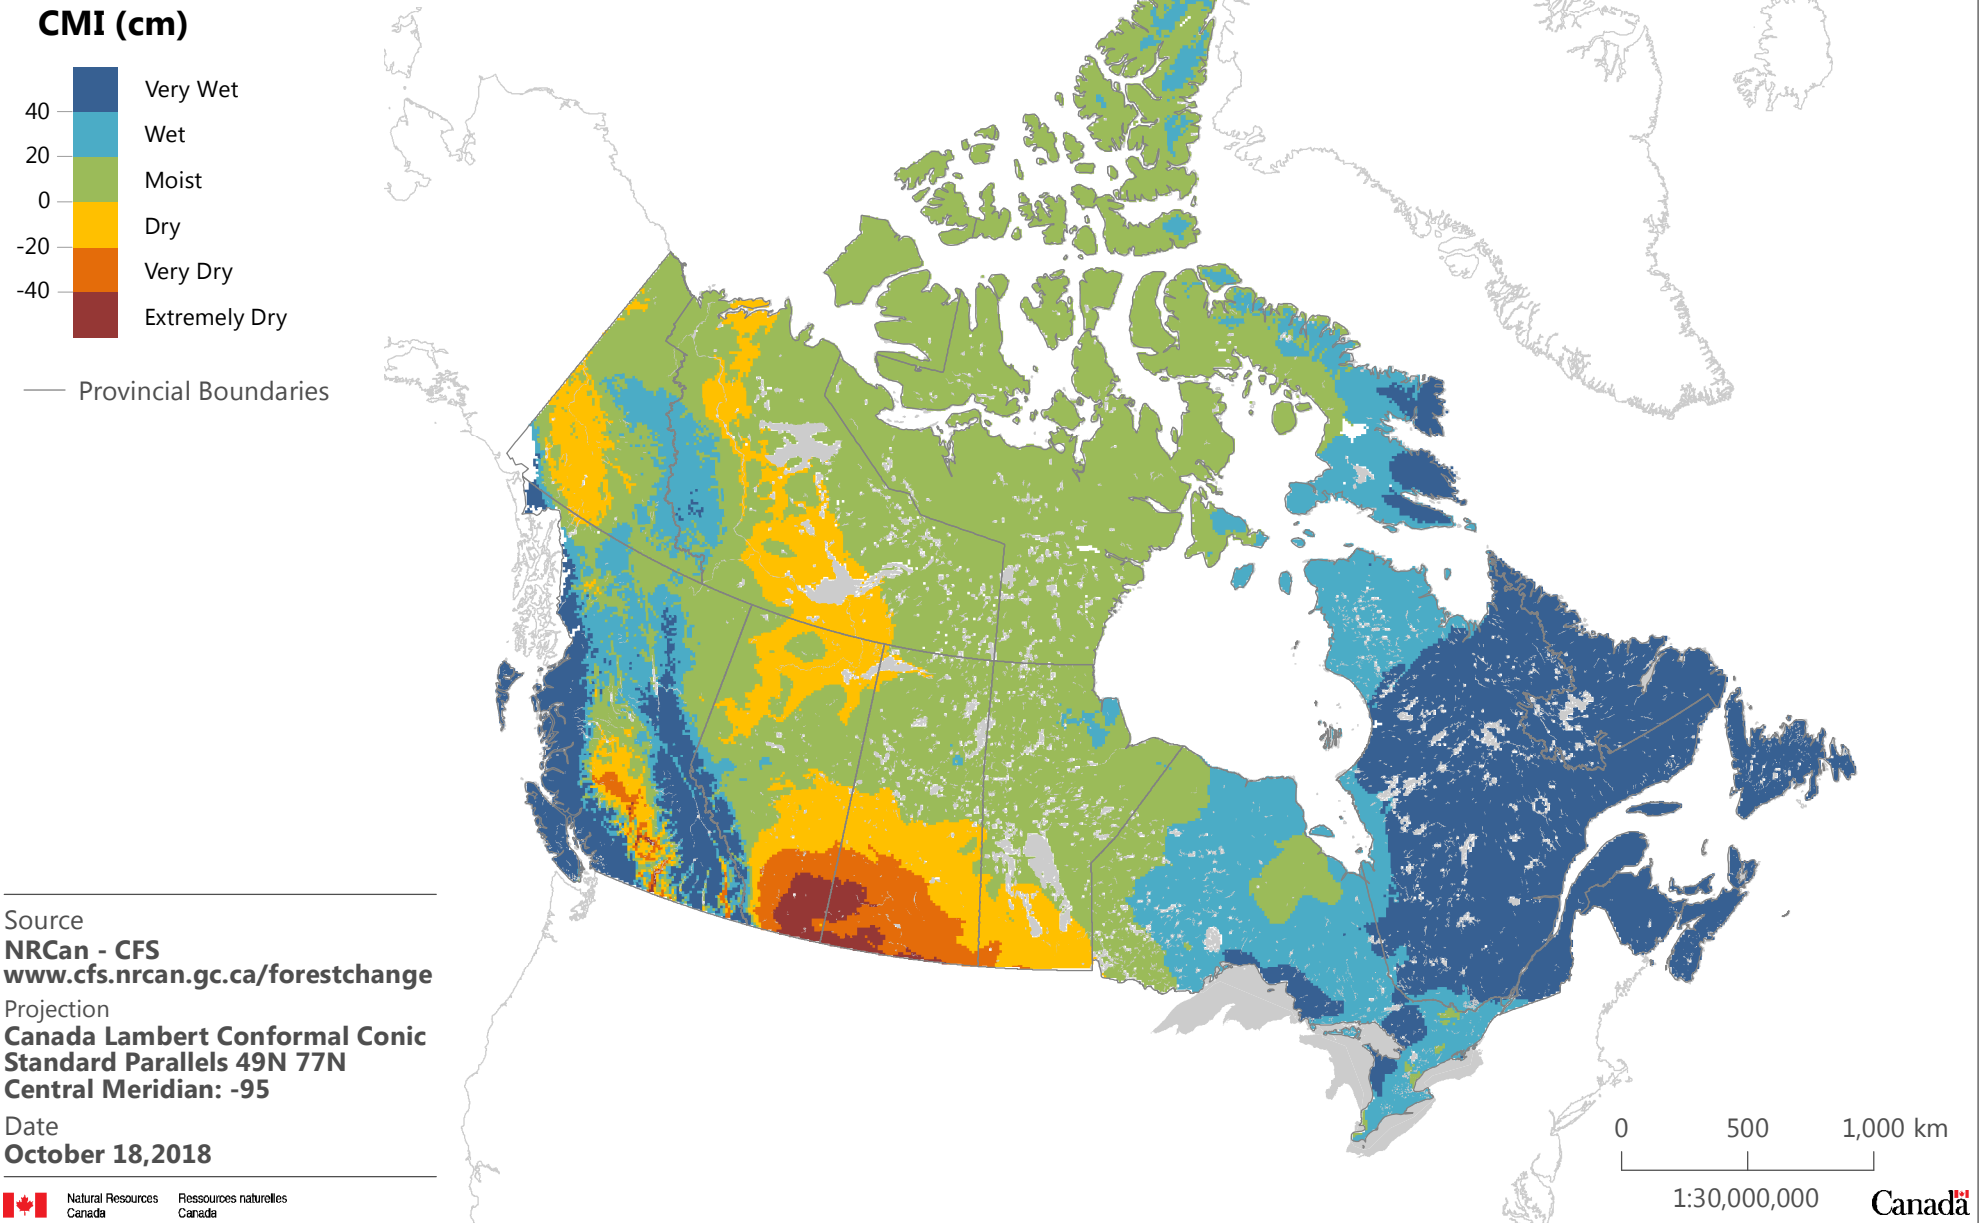 CMI (cm)
Very Wet
40
Wet
20
Moist
0
Dry
-20
Very Dry
-40
Extremely Dry
Provincial Boundaries
Source
NRCan - CFS
www.cfs.nrcan.gc.ca/forestchange
Projection
Canada Lambert Conformal Conic
Standard Parallels 49N 77N
Central Meridian: -95
Date
October 18,2018
Natural Resources Ressources naturelles
Canada Canada
0 500 1,000 km
1:30,000,000
Canada